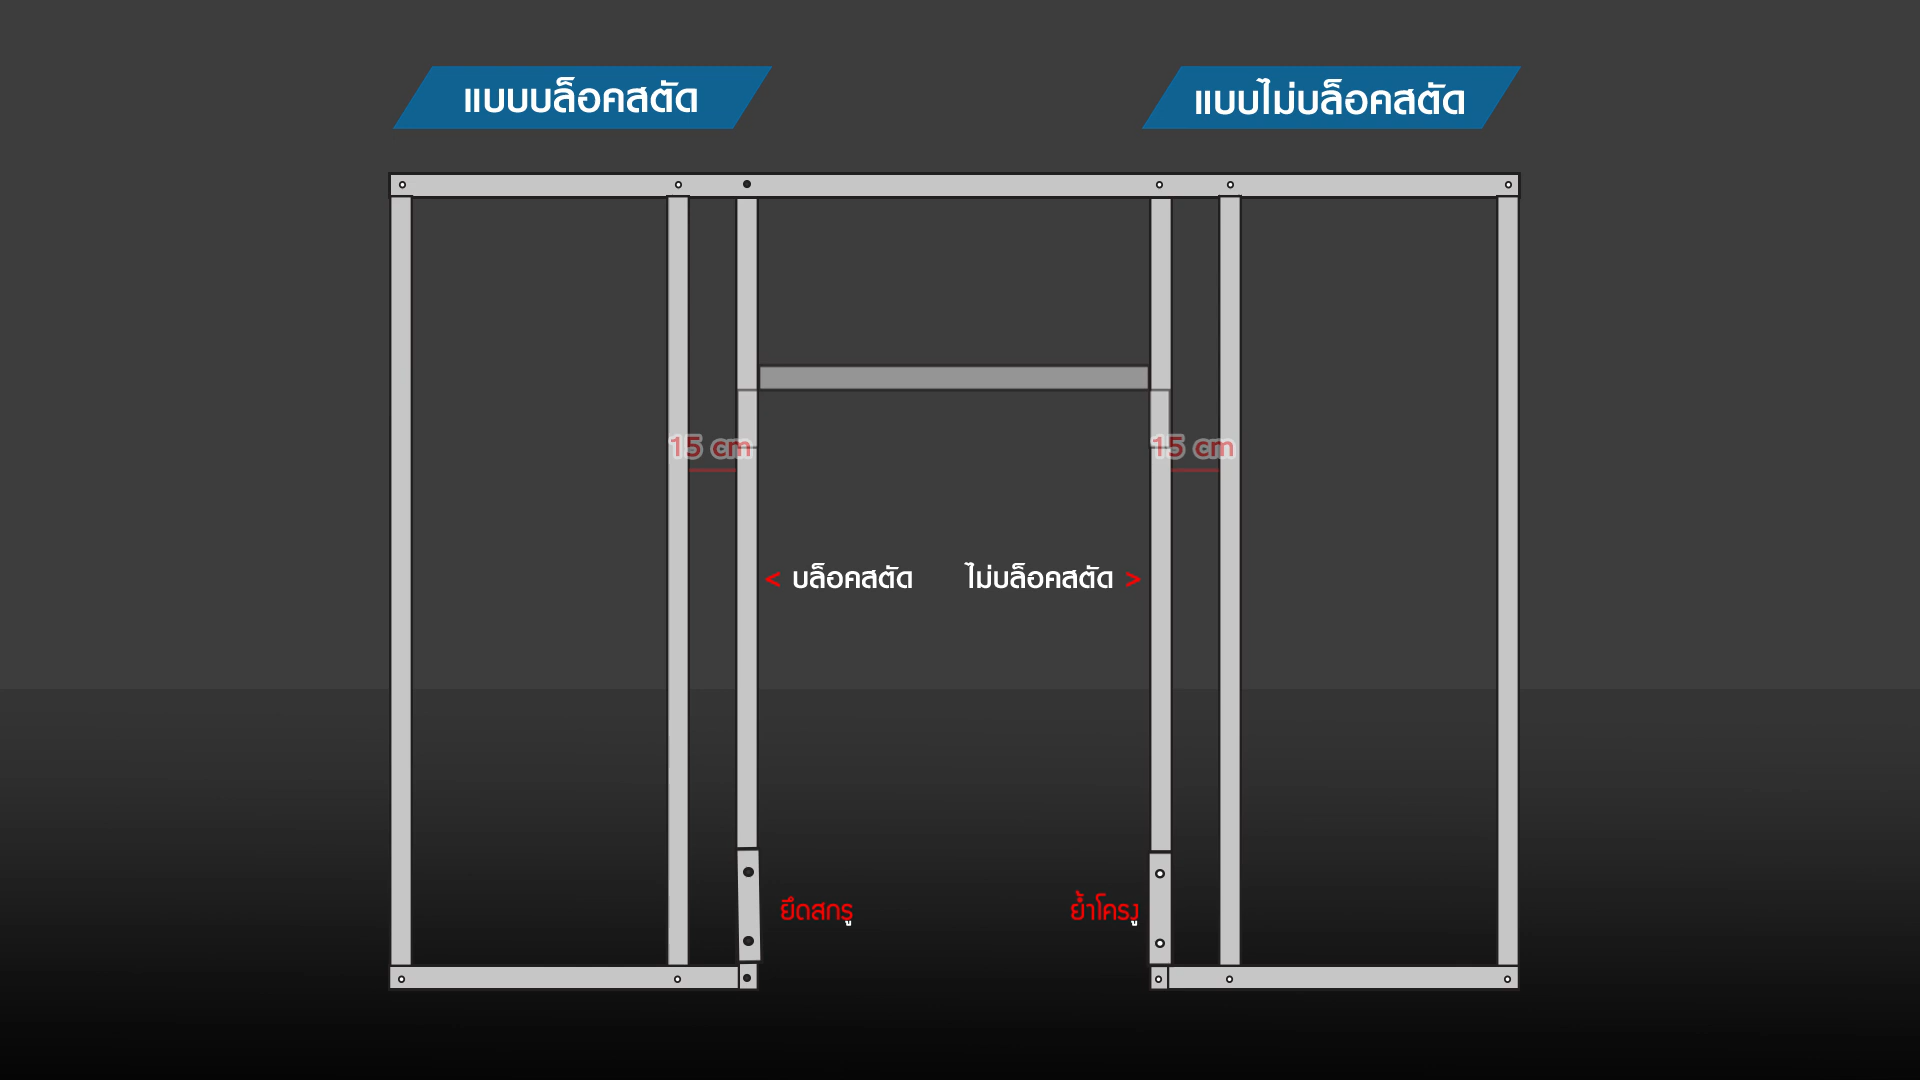 แบบบล็อคสตัด
แบบไม่บล็อคสตัด
15 cm
15 cm
< บล็อคสตัด
ไม่บล็อคสตัด >
ยึดสกรู
ย้ำโครง